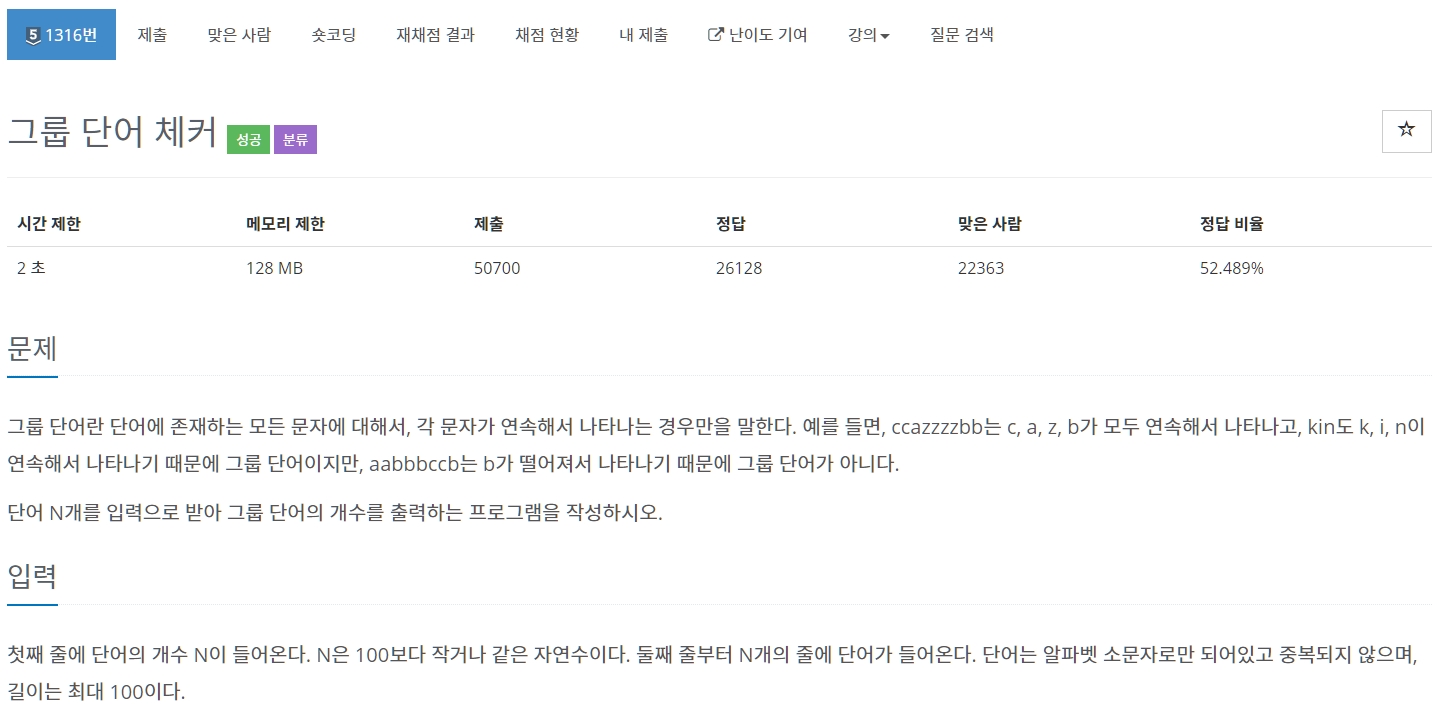 5 1316번 제출 맞은 사람 숏코딩 재채점 결과 채점 현황 내 제출 난이도 기여 강의 질문 검색
그룹 단어 체커 성공 분류
시간 제한 메모리 제한 제출 정답 맞은 사람 정답 비율
2 초 128 MB 50700 26128 22363 52.489%
문제
그룹 단어란 단어에 존재하는 모든 문자에 대해서, 각 문자가 연속해서 나타나는 경우만을 말한다. 예를 들면, ccazzzzbb는 c, a, z, b가 모두 연속해서 나타나고, kin도 k, i, n이
연속해서 나타나기 때문에 그룹 단어이지만, aabbbccb는 b가 떨어져서 나타나기 때문에 그룹 단어가 아니다.
단어 N개를 입력으로 받아 그룹 단어의 개수를 출력하는 프로그램을 작성하시오.
입력
첫째 줄에 단어의 개수 N이 들어온다. N은 100보다 작거나 같은 자연수이다. 둘째 줄부터 N개의 줄에 단어가 들어온다. 단어는 알파벳 소문자로만 되어있고 중복되지 않으며,
길이는 최대 100이다.